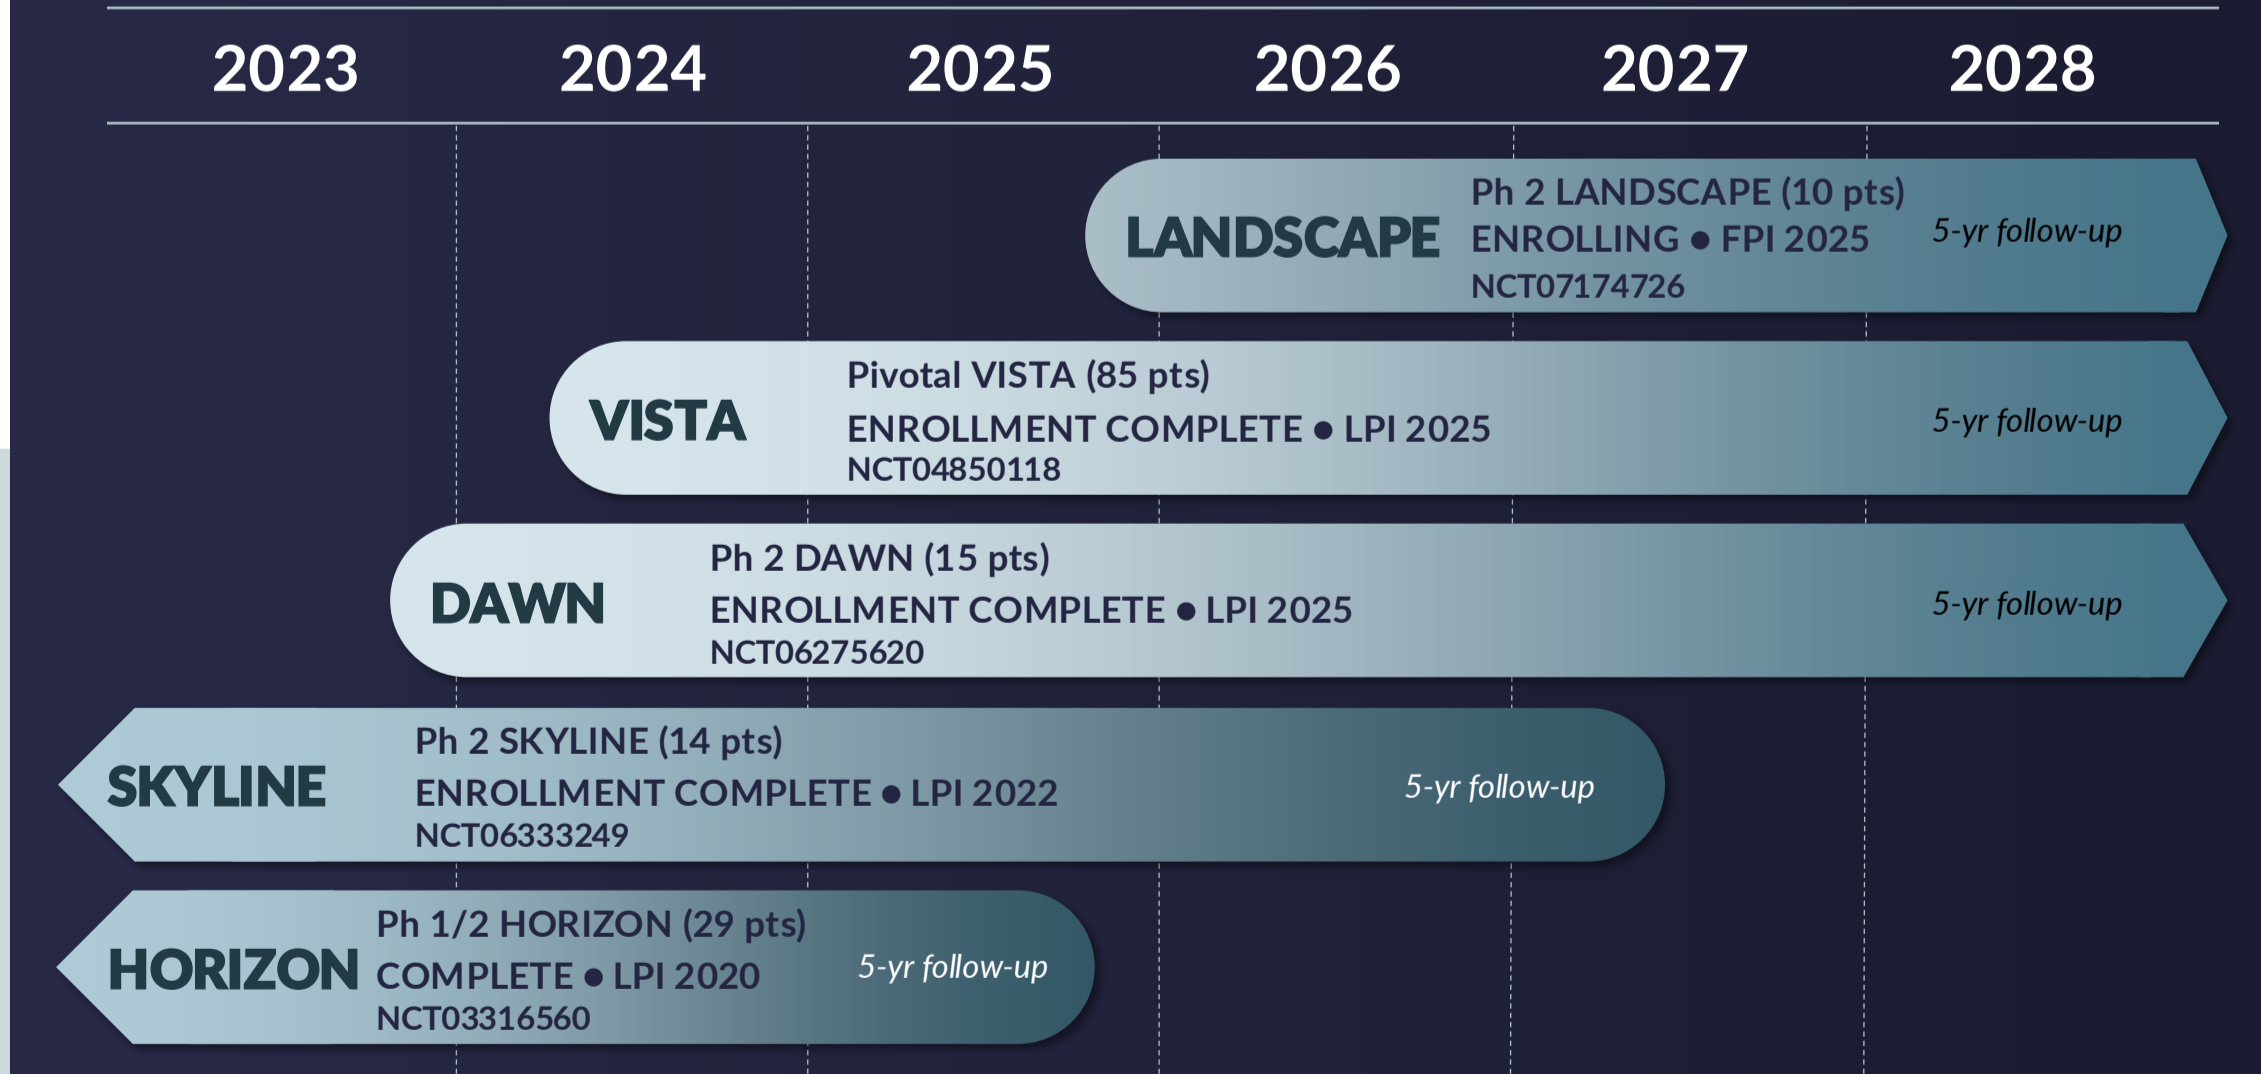 2023 2024 2025 2026 2027 2028
LANDSCAPE
Ph 2 LANDSCAPE (10 pts)
ENROLLING ● FPI 2025
NCT07174726
5-yr follow-up
VISTA
Pivotal VISTA (85 pts)
ENROLLMENT COMPLETE ● LPI 2025
NCT04850118
5-yr follow-up
DAWN
Ph 2 DAWN (15 pts)
ENROLLMENT COMPLETE ● LPI 2025
NCT06275620
5-yr follow-up
SKYLINE
Ph 2 SKYLINE (14 pts)
ENROLLMENT COMPLETE ● LPI 2022
NCT06333249
5-yr follow-up
HORIZON
Ph 1/2 HORIZON (29 pts)
COMPLETE ● LPI 2020
NCT03316560
5-yr follow-up